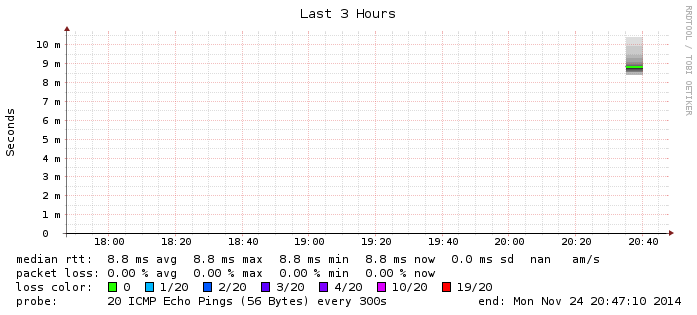 Last 3 Hours
RRDTOOL / TOBI OETIKER
Seconds
10 m
9 m
8 m
7 m
6 m
5 m
4 m
3 m
2 m
1 m
0
18:00 18:20 18:40 19:00 19:20 19:40 20:00 20:20 20:40
median rtt: 8.8 ms avg 8.8 ms max 8.8 ms min 8.8 ms now 0.0 ms sd nan am/s
packet loss: 0.00 % avg 0.00 % max 0.00 % min 0.00 % now
loss color: 0 1/20 2/20 3/20 4/20 10/20 19/20
probe: 20 ICMP Echo Pings (56 Bytes) every 300s end: Mon Nov 24 20:47:10 2014